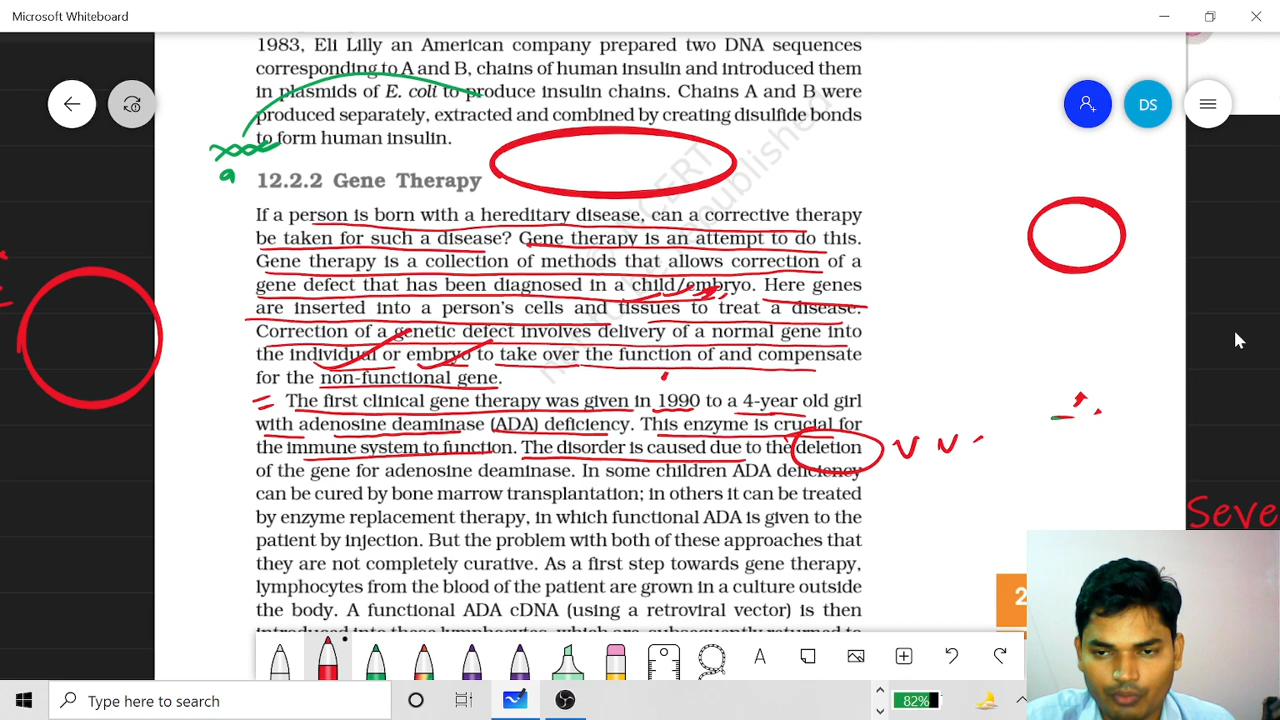 Microsoft Whiteboard
1983, Eli Lilly an American company prepared two DNA sequences
corresponding to A and B, chains of human insulin and introduced them
in plasmids of E. coli to produce insulin chains. Chains A and B were
produced separately, extracted and combined by creating disulfide bonds
to form human insulin.
a
DS
12.2.2 Gene Therapy
If a person is born with a hereditary disease, can a corrective therapy
be taken for such a disease? Gene therapy is an attempt to do this.
Gene therapy is a collection of methods that allows correction of a
gene defect that has been diagnosed in a child/embryo. Here genes
are inserted into a person's cells and tissues to treat a disease.
Correction of a genetic defect involves delivery of a normal gene into
the individual or embryo to take over the function of and compensate
for the non-functional gene.
The first clinical gene therapy was given in 1990 to a 4-year old girl
with adenosine deaminase (ADA) deficiency. This enzyme is crucial for
the immune system to function. The disorder is caused due to the deletion
of the gene for adenosine deaminase. In some children ADA deficiency
can be cured by bone marrow transplantation; in others it can be treated
by enzyme replacement therapy, in which functional ADA is given to the
patient by injection. But the problem with both of these approaches that
they are not completely curative. As a first step towards gene therapy,
lymphocytes from the blood of the patient are grown in a culture outside
the body. A functional ADA cDNA (using a retroviral vector) is then
introduced into these lymphocytes, which are subsequently returned to
V V
Seve
2
A
Type here to search
82%